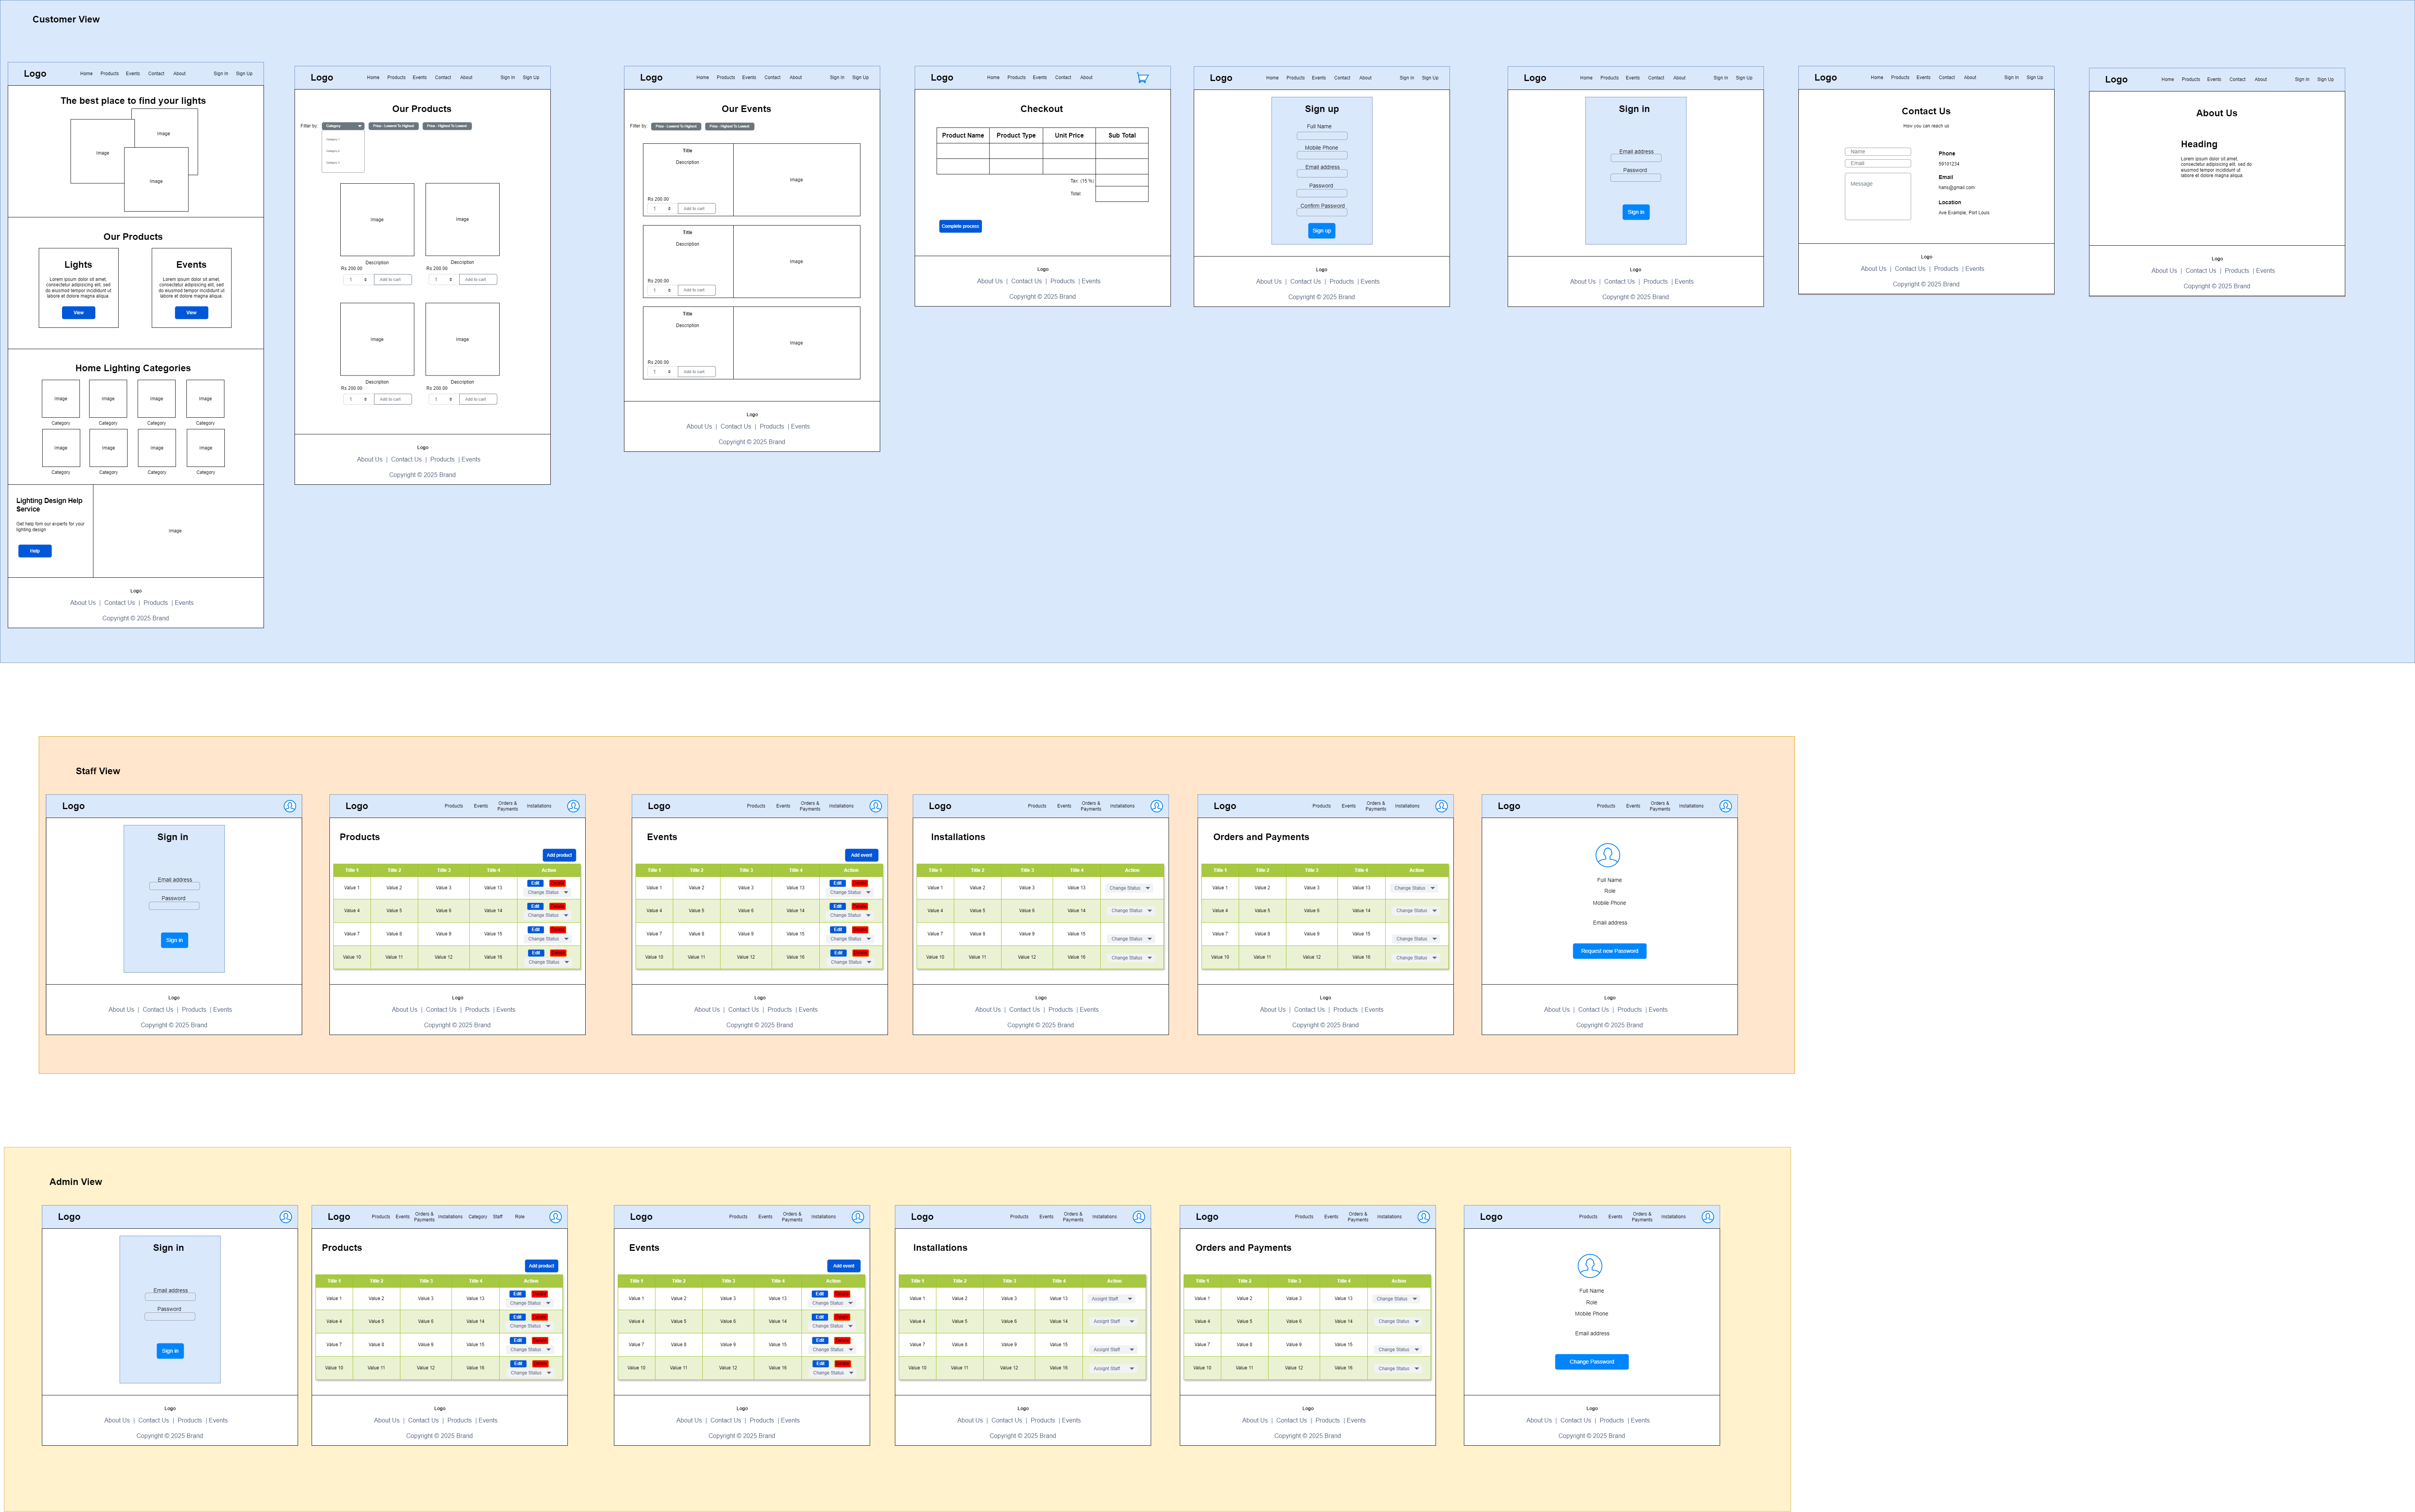 Customer View
Logo
Home Products Events Contact About Sign in Sign Up
The best place to find your lights
Image
Image
Image
Our Products
Lights
Lorem ipsum dolor sit amet,
consectetur adipisicing elit, sed
do eiusmod tempor incididunt ut
labore et dolore magna aliqua.
View
Events
Lorem ipsum dolor sit amet,
consectetur adipisicing elit, sed
do eiusmod tempor incididunt ut
labore et dolore magna aliqua.
View
Home Lighting Categories
Image Image Image Image
Category Category Category Category
Image Image Image Image
Category Category Category Category
Lighting Design Help
Service
Get help fom our experts for your
lighting design
Help
Image
Logo
About Us | Contact Us | Products | Events
Copyright © 2025 Brand
Logo
Home Products Events Contact About Sign in Sign Up
Our Products
Filter by: Category Price - Lowest To Highest Price - Highest To Lowest
Category 1
Category 2
Category 3
Image Image
Description Description
Rs 200.00 Rs 200.00
1 Add to cart 1 Add to cart
Image Image
Description Description
Rs 200.00 Rs 200.00
1 Add to cart 1 Add to cart
Logo
About Us | Contact Us | Products | Events
Copyright © 2025 Brand
Logo
Home Products Events Contact About Sign in Sign Up
Our Events
Filter by: Price - Lowest To Highest Price - Highest To Lowest
Title
Description
Image
Rs 200.00
1 Add to cart
Title
Description
Image
Rs 200.00
1 Add to cart
Title
Description
Image
Rs 200.00
1 Add to cart
Logo
About Us | Contact Us | Products | Events
Copyright © 2025 Brand
Logo
Home Products Events Contact About
Checkout
Product Name Product Type Unit Price Sub Total
Tax: (15 %)
Total:
Complete process
Logo
About Us | Contact Us | Products | Events
Copyright © 2025 Brand
Logo
Home Products Events Contact About Sign in Sign Up
Sign up
Full Name
Mobile Phone
Email address
Password
Confirm Password
Sign up
Logo
About Us | Contact Us | Products | Events
Copyright © 2025 Brand
Logo
Home Products Events Contact About Sign in Sign Up
Sign in
Email address
Password
Sign in
Logo
About Us | Contact Us | Products | Events
Copyright © 2025 Brand
Logo
Home Products Events Contact About Sign in Sign Up
Contact Us
How you can reach us
Name
Email
Message
Phone
59101234
Email
hans@gmail.com
Location
Ave Example, Port Louis
Logo
About Us | Contact Us | Products | Events
Copyright © 2025 Brand
Logo
Home Products Events Contact About Sign in Sign Up
About Us
Heading
Lorem ipsum dolor sit amet,
consectetur adipisicing elit, sed do
eiusmod tempor incididunt ut
labore et dolore magna aliqua.
Logo
About Us | Contact Us | Products | Events
Copyright © 2025 Brand
Staff View
Logo
Sign in
Email address
Password
Sign in
Logo
About Us | Contact Us | Products | Events
Copyright © 2025 Brand
Logo
Products Events Orders & Payments Installations
Products
Add product
Title 1 Title 2 Title 3 Title 4 Action
Value 1 Value 2 Value 3 Value 13 Edit Delete Change Status
Value 4 Value 5 Value 6 Value 14 Edit Delete Change Status
Value 7 Value 8 Value 9 Value 15 Edit Delete Change Status
Value 10 Value 11 Value 12 Value 16 Edit Delete Change Status
Logo
About Us | Contact Us | Products | Events
Copyright © 2025 Brand
Logo
Products Events Orders & Payments Installations
Events
Add event
Title 1 Title 2 Title 3 Title 4 Action
Value 1 Value 2 Value 3 Value 13 Edit Delete Change Status
Value 4 Value 5 Value 6 Value 14 Edit Delete Change Status
Value 7 Value 8 Value 9 Value 15 Edit Delete Change Status
Value 10 Value 11 Value 12 Value 16 Edit Delete Change Status
Logo
About Us | Contact Us | Products | Events
Copyright © 2025 Brand
Logo
Products Events Orders & Payments Installations
Installations
Title 1 Title 2 Title 3 Title 4 Action
Value 1 Value 2 Value 3 Value 13 Change Status
Value 4 Value 5 Value 6 Value 14 Change Status
Value 7 Value 8 Value 9 Value 15 Change Status
Value 10 Value 11 Value 12 Value 16 Change Status
Logo
About Us | Contact Us | Products | Events
Copyright © 2025 Brand
Logo
Products Events Orders & Payments Installations
Orders and Payments
Title 1 Title 2 Title 3 Title 4 Action
Value 1 Value 2 Value 3 Value 13 Change Status
Value 4 Value 5 Value 6 Value 14 Change Status
Value 7 Value 8 Value 9 Value 15 Change Status
Value 10 Value 11 Value 12 Value 16 Change Status
Logo
About Us | Contact Us | Products | Events
Copyright © 2025 Brand
Logo
Products Events Orders & Payments Installations
Full Name
Role
Mobile Phone
Email address
Request new Password
Logo
About Us | Contact Us | Products | Events
Copyright © 2025 Brand
Admin View
Logo
Sign in
Email address
Password
Sign in
Logo
About Us | Contact Us | Products | Events
Copyright © 2025 Brand
Logo
Products Events Orders & Payments Installations Category Staff Role
Products
Add product
Title 1 Title 2 Title 3 Title 4 Action
Value 1 Value 2 Value 3 Value 13 Edit Delete Change Status
Value 4 Value 5 Value 6 Value 14 Edit Delete Change Status
Value 7 Value 8 Value 9 Value 15 Edit Delete Change Status
Value 10 Value 11 Value 12 Value 16 Edit Delete Change Status
Logo
About Us | Contact Us | Products | Events
Copyright © 2025 Brand
Logo
Products Events Orders & Payments Installations
Events
Add event
Title 1 Title 2 Title 3 Title 4 Action
Value 1 Value 2 Value 3 Value 13 Edit Delete Change Status
Value 4 Value 5 Value 6 Value 14 Edit Delete Change Status
Value 7 Value 8 Value 9 Value 15 Edit Delete Change Status
Value 10 Value 11 Value 12 Value 16 Edit Delete Change Status
Logo
About Us | Contact Us | Products | Events
Copyright © 2025 Brand
Logo
Products Events Orders & Payments Installations
Installations
Title 1 Title 2 Title 3 Title 4 Action
Value 1 Value 2 Value 3 Value 13 Assignt Staff
Value 4 Value 5 Value 6 Value 14 Assignt Staff
Value 7 Value 8 Value 9 Value 15 Assignt Staff
Value 10 Value 11 Value 12 Value 16 Assignt Staff
Logo
About Us | Contact Us | Products | Events
Copyright © 2025 Brand
Logo
Products Events Orders & Payments Installations
Orders and Payments
Title 1 Title 2 Title 3 Title 4 Action
Value 1 Value 2 Value 3 Value 13 Change Status
Value 4 Value 5 Value 6 Value 14 Change Status
Value 7 Value 8 Value 9 Value 15 Change Status
Value 10 Value 11 Value 12 Value 16 Change Status
Logo
About Us | Contact Us | Products | Events
Copyright © 2025 Brand
Logo
Products Events Orders & Payments Installations
Full Name
Role
Mobile Phone
Email address
Change Password
Logo
About Us | Contact Us | Products | Events
Copyright © 2025 Brand